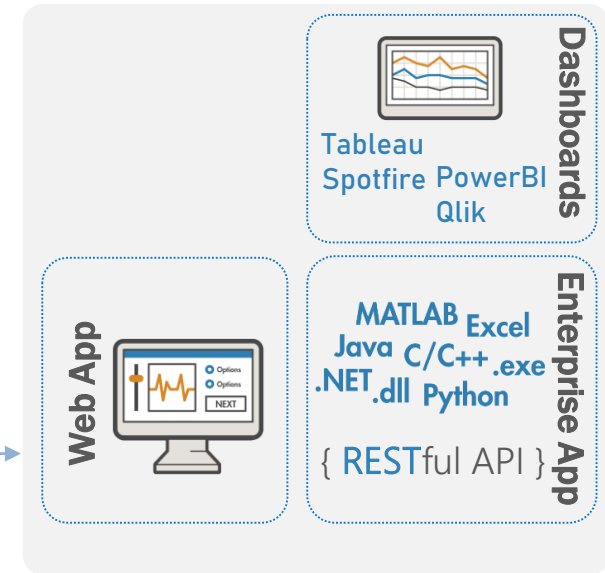 Dashboards
Tableau
Spotfire PowerBI
Qlik
Web App
Options
Options
NEXT
Enterprise App
MATLAB Excel
Java C/C++ .exe
.NET .dll Python
{ RESTful API }